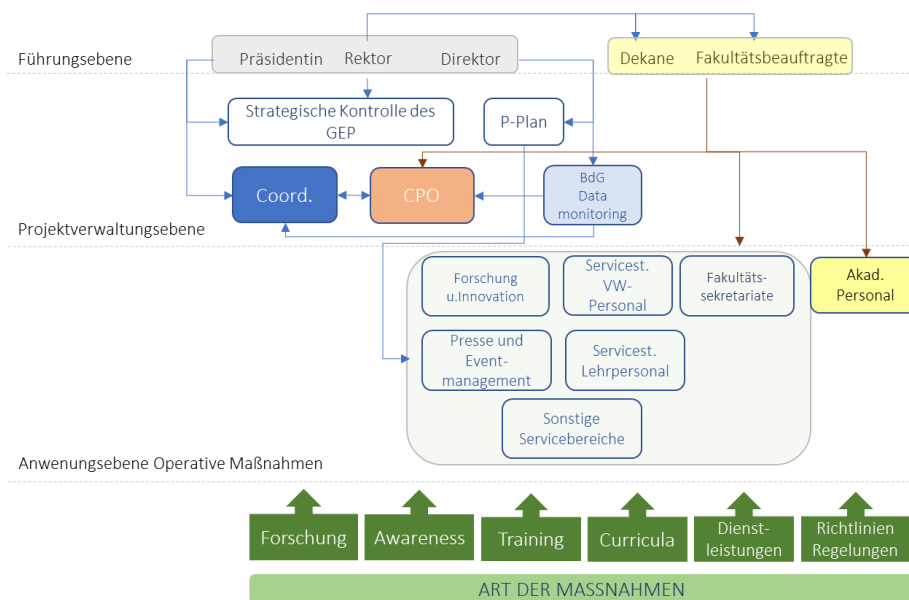 Führungsebene
Präsidentin Rektor Direktor
Dekane Fakultätsbeauftragte
Strategische Kontrolle des
GEP
P-Plan
Coord.
CPO
BdG
Data
monitoring
Projektverwaltungsebene
Forschung
u.Innovation
Servicest.
VW-
Personal
Fakultäts-
sekretariate
Akad.
Personal
Presse und
Event-
management
Servicest.
Lehrpersonal
Sonstige
Servicebereiche
Anwenungsebene Operative Maßnahmen
Forschung
Awareness
Training
Curricula
Dienst-
leistungen
Richtlinien
Regelungen
ART DER MASSNAHMEN